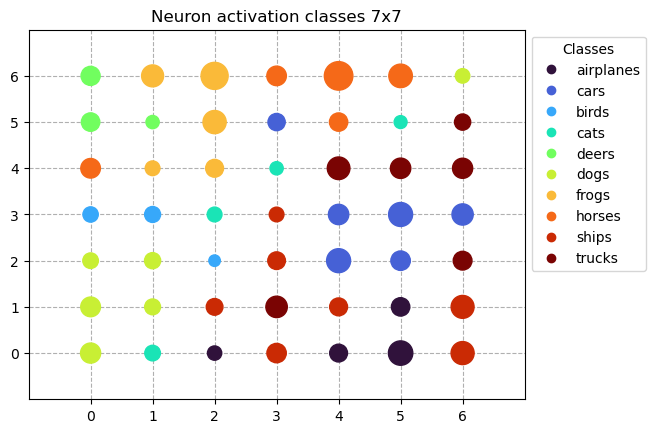 Neuron activation classes 7x7
Classes
airplanes
cars
birds
cats
deers
dogs
frogs
horses
ships
trucks
6
5
4
3
2
1
0
0 1 2 3 4 5 6